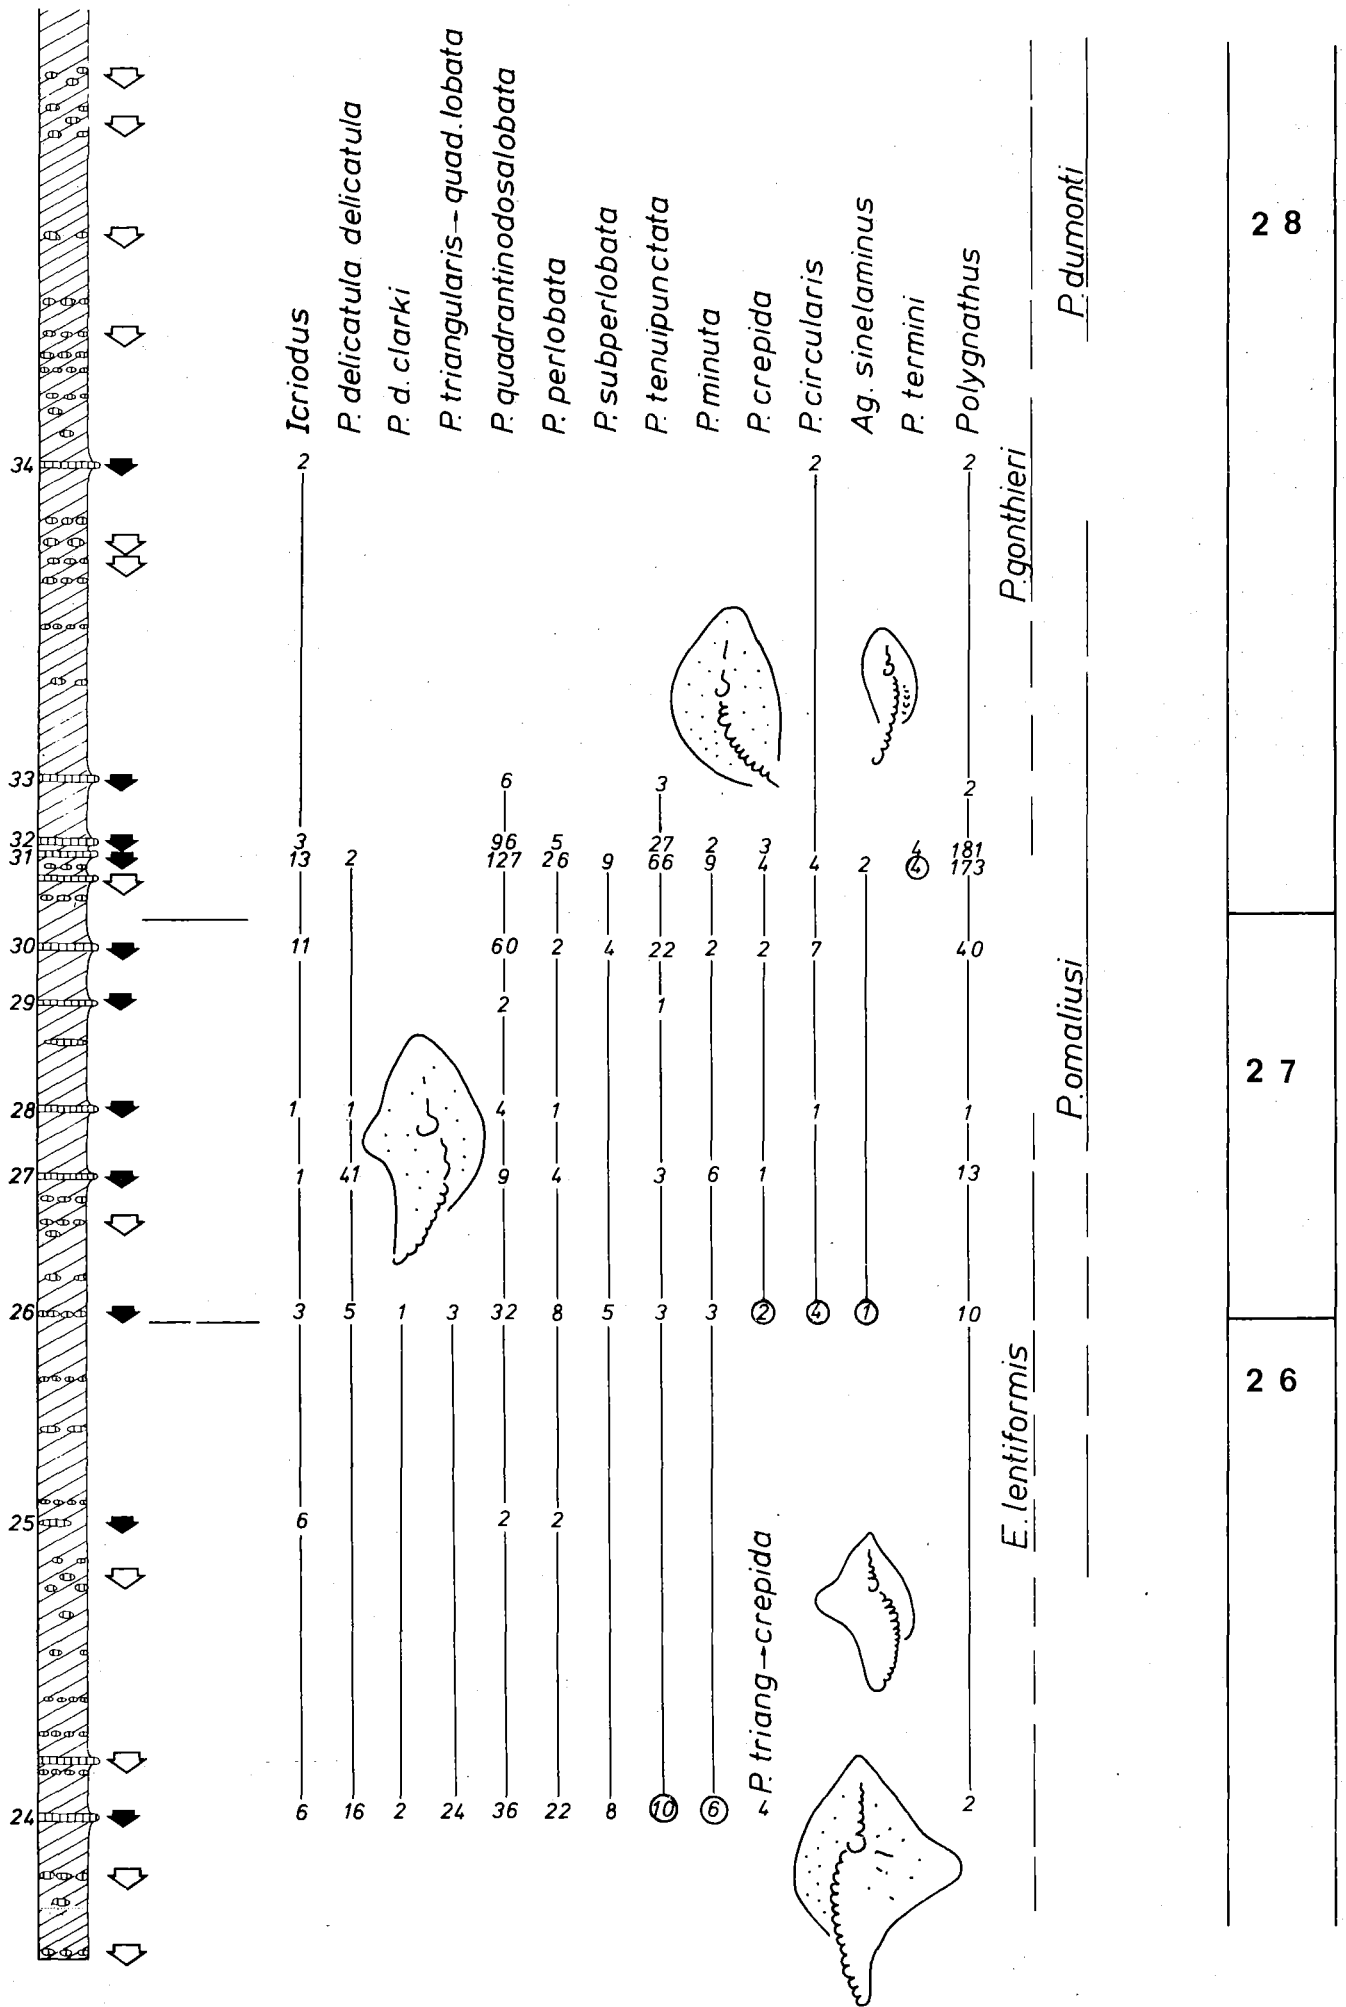 Icriodus
P. delicatula delicatula
P. d. clarki
P. triangularis→quad. lobata
P. quadrantinodosalobata
P. perlobata
P. subperlobata
P. tenuipunctata
P. minuta
P. crepida
P. circularis
Ag. sinelaminus
P. termini
Polygnathus
P. gonthieri
P. dumonti
28
34 2 2 2
33 6 3 2
32 3 96 5 27 2 3 4 181
31 13 2 127 26 9 66 9 4 4 2 4 173
30 11 60 2 4 22 2 2 7 40
29 2 1
P. omaliusi
27
28 1 1 4 1 1 1
27 1 41 9 4 3 6 1 13
26 3 5 1 3 32 8 5 3 3 2 4 1 10
E. lentiformis
26
25 6 2 2
P. triang→crepida
24 6 16 2 24 36 22 8 10 6 4 2